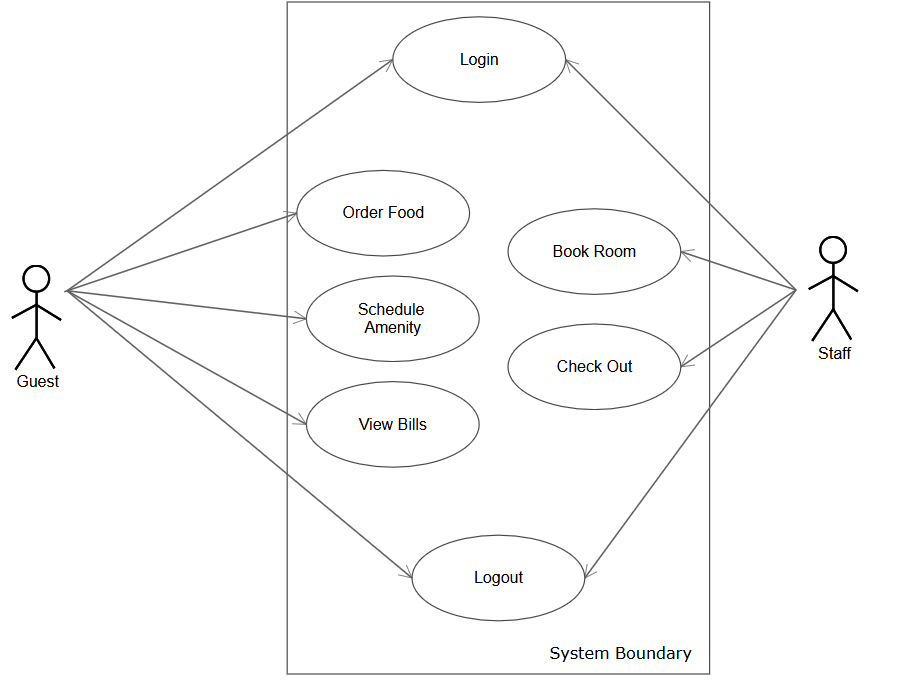 Login
Order Food
Book Room
Schedule
Amenity
Staff
Check Out
Guest
View Bills
Logout
System Boundary